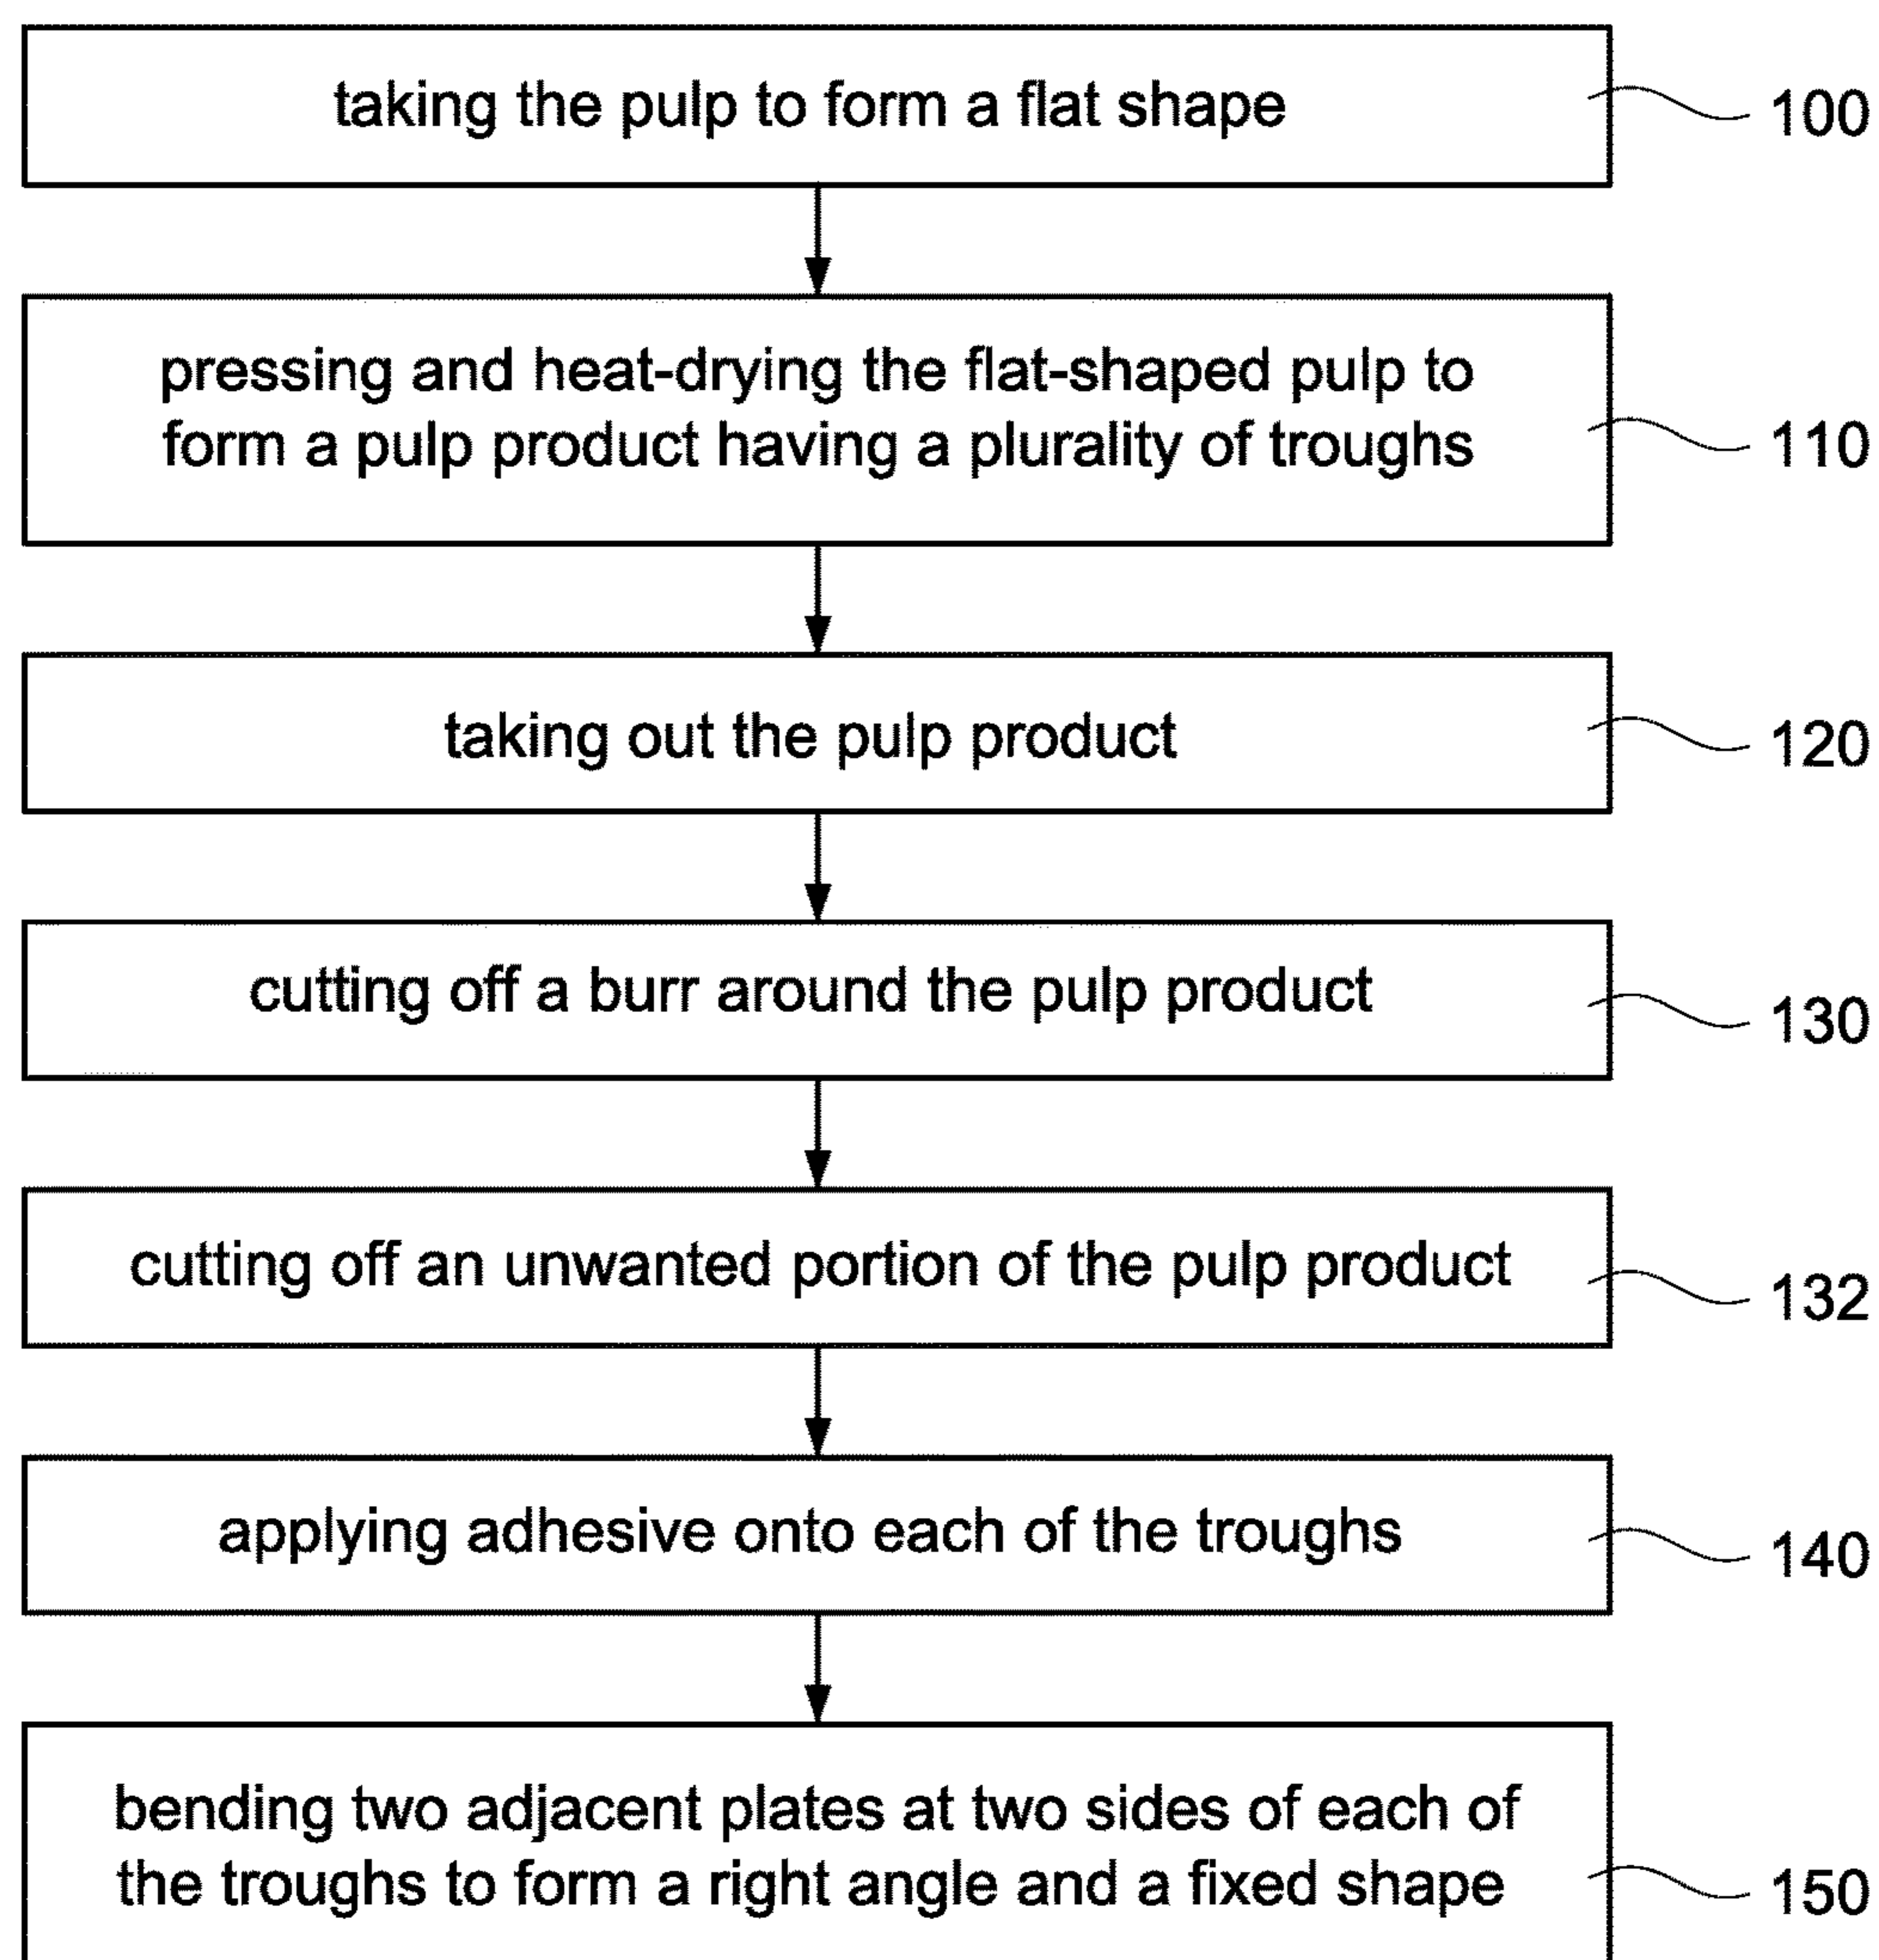 taking the pulp to form a flat shape
100
pressing and heat-drying the flat-shaped pulp to
form a pulp product having a plurality of troughs
110
taking out the pulp product
120
cutting off a burr around the pulp product
130
cutting off an unwanted portion of the pulp product
132
applying adhesive onto each of the troughs
140
bending two adjacent plates at two sides of each of
the troughs to form a right angle and a fixed shape
150